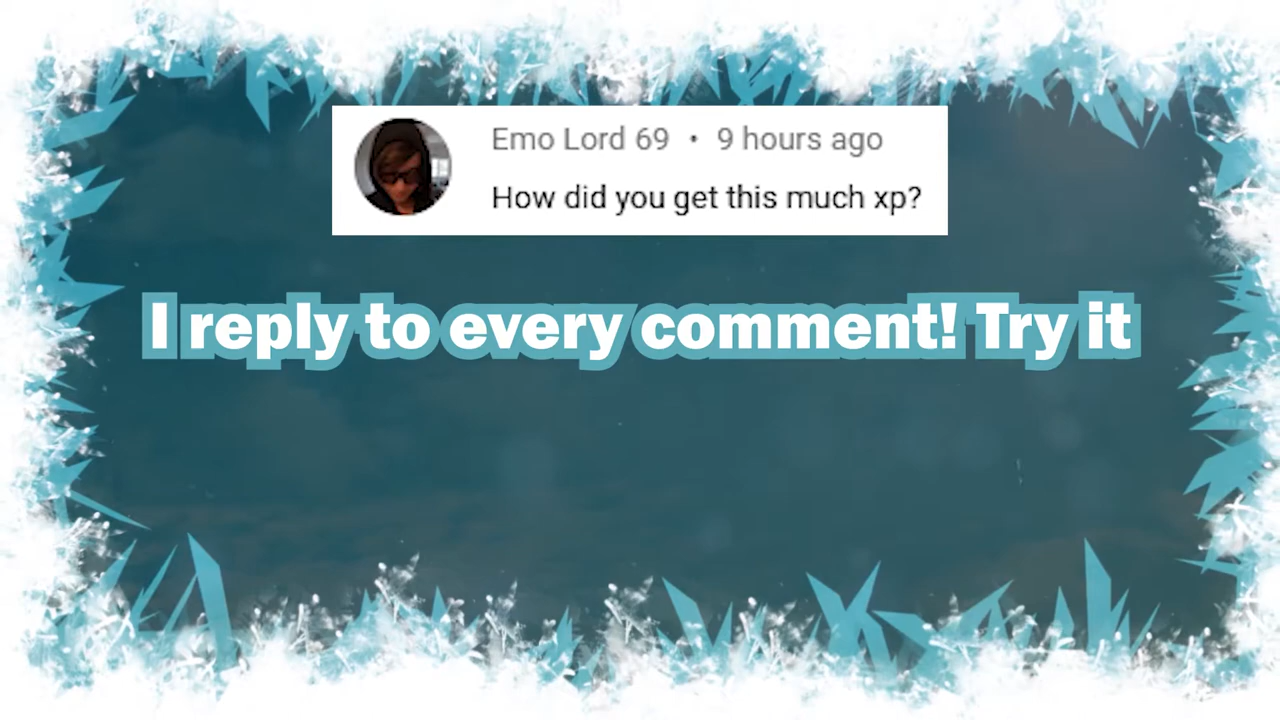 Emo Lord 69 • 9 hours ago
How did you get this much xp?
I reply to every comment! Try it